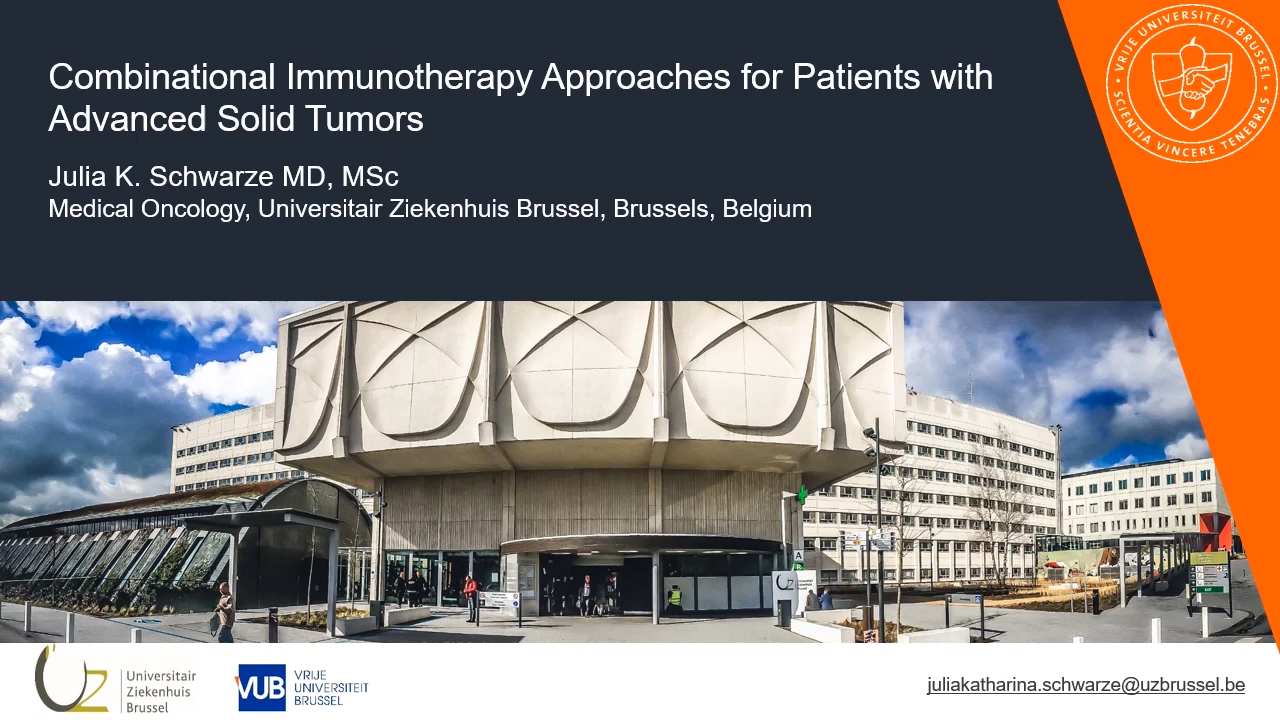 Combinational Immunotherapy Approaches for Patients with
Advanced Solid Tumors
Julia K. Schwarze MD, MSc
Medical Oncology, Universitair Ziekenhuis Brussel, Brussels, Belgium
VRIJE UNIVERSITEIT BRUSSEL
SCIENTIA VINCERE TENEBRAS
A
UZ
Universitair
Ziekenhuis
Brussel
VUB
VRIJE
UNIVERSITEIT
BRUSSEL
juliakatharina.schwarze@uzbrussel.be